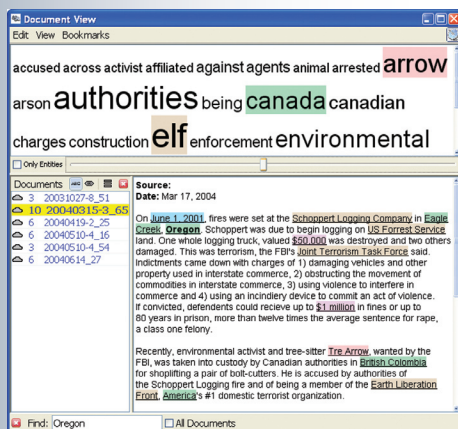 Document View
Edit View Bookmarks
accused across activist affiliated against agents animal arrested arrow
arson authorities being canada canadian
charges construction elf enforcement environmental
Only Entities
Documents
3 20031027-8_51
10 20040315-3_65
6 20040419-2_25
6 20040510-4_16
3 20040510-4_54
6 20040614_27
Source:
Date: Mar 17, 2004
On June 1, 2001, fires were set at the Schoppert Logging Company in Eagle
Creek, Oregon. Schoppert was due to begin logging on US Forrest Service
land. One whole logging truck, valued $50,000 was destroyed and two others
damaged. This was terrorism, the FBI's Joint Terrorism Task Force said.
Indictments came down with charges of 1) damaging vehicles and other
property used in interstate commerce, 2) obstructing the movement of
commodities in interstate commerce, 3) using violence to interfere in
commerce and 4) using an incindiery device to commit an act of violence.
If convicted, defendants could recieve up to $1 million in fines or up to
80 years in prison, more than twelve times the average sentence for rape,
a class one felony.
Recently, environmental activist and tree-sitter Tre Arrow, wanted by the
FBI, was taken into custody by Canadian authorities in British Columbia
for shoplifting a pair of bolt-cutters. He is accused by authorities of
the Schoppert Logging fire and of being a member of the Earth Liberation
Front, America's #1 domestic terrorist organization.
Find: Oregon All Documents